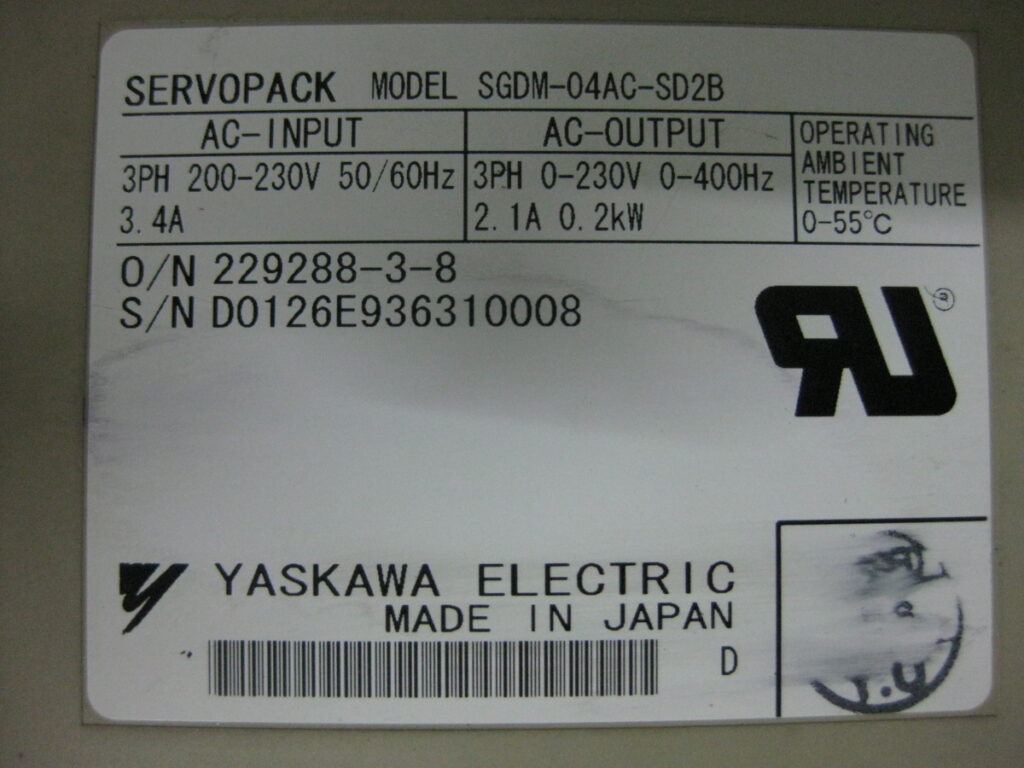 SERVOPACK MODEL SGDM-04AC-SD2B
AC-INPUT
3PH 200-230V 50/60Hz
3.4A
AC-OUTPUT
3PH 0-230V 0-400Hz
2.1A 0.2kW
OPERATING
AMBIENT
TEMPERATURE
0-55℃
O/N 229288-3-8
S/N D0126E936310008
YASKAWA ELECTRIC
MADE IN JAPAN
D